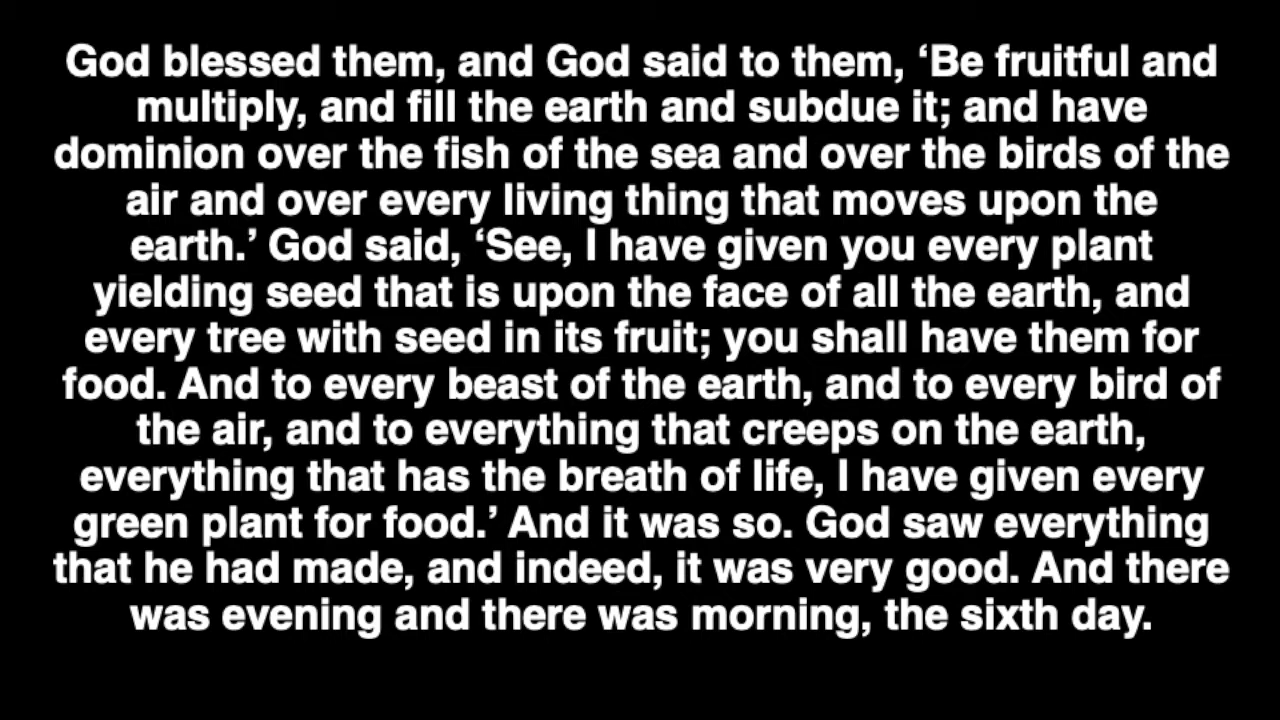 God blessed them, and God said to them, ‘Be fruitful and
multiply, and fill the earth and subdue it; and have
dominion over the fish of the sea and over the birds of the
air and over every living thing that moves upon the
earth.’ God said, ‘See, I have given you every plant
yielding seed that is upon the face of all the earth, and
every tree with seed in its fruit; you shall have them for
food. And to every beast of the earth, and to every bird of
the air, and to everything that creeps on the earth,
everything that has the breath of life, I have given every
green plant for food.’ And it was so. God saw everything
that he had made, and indeed, it was very good. And there
was evening and there was morning, the sixth day.